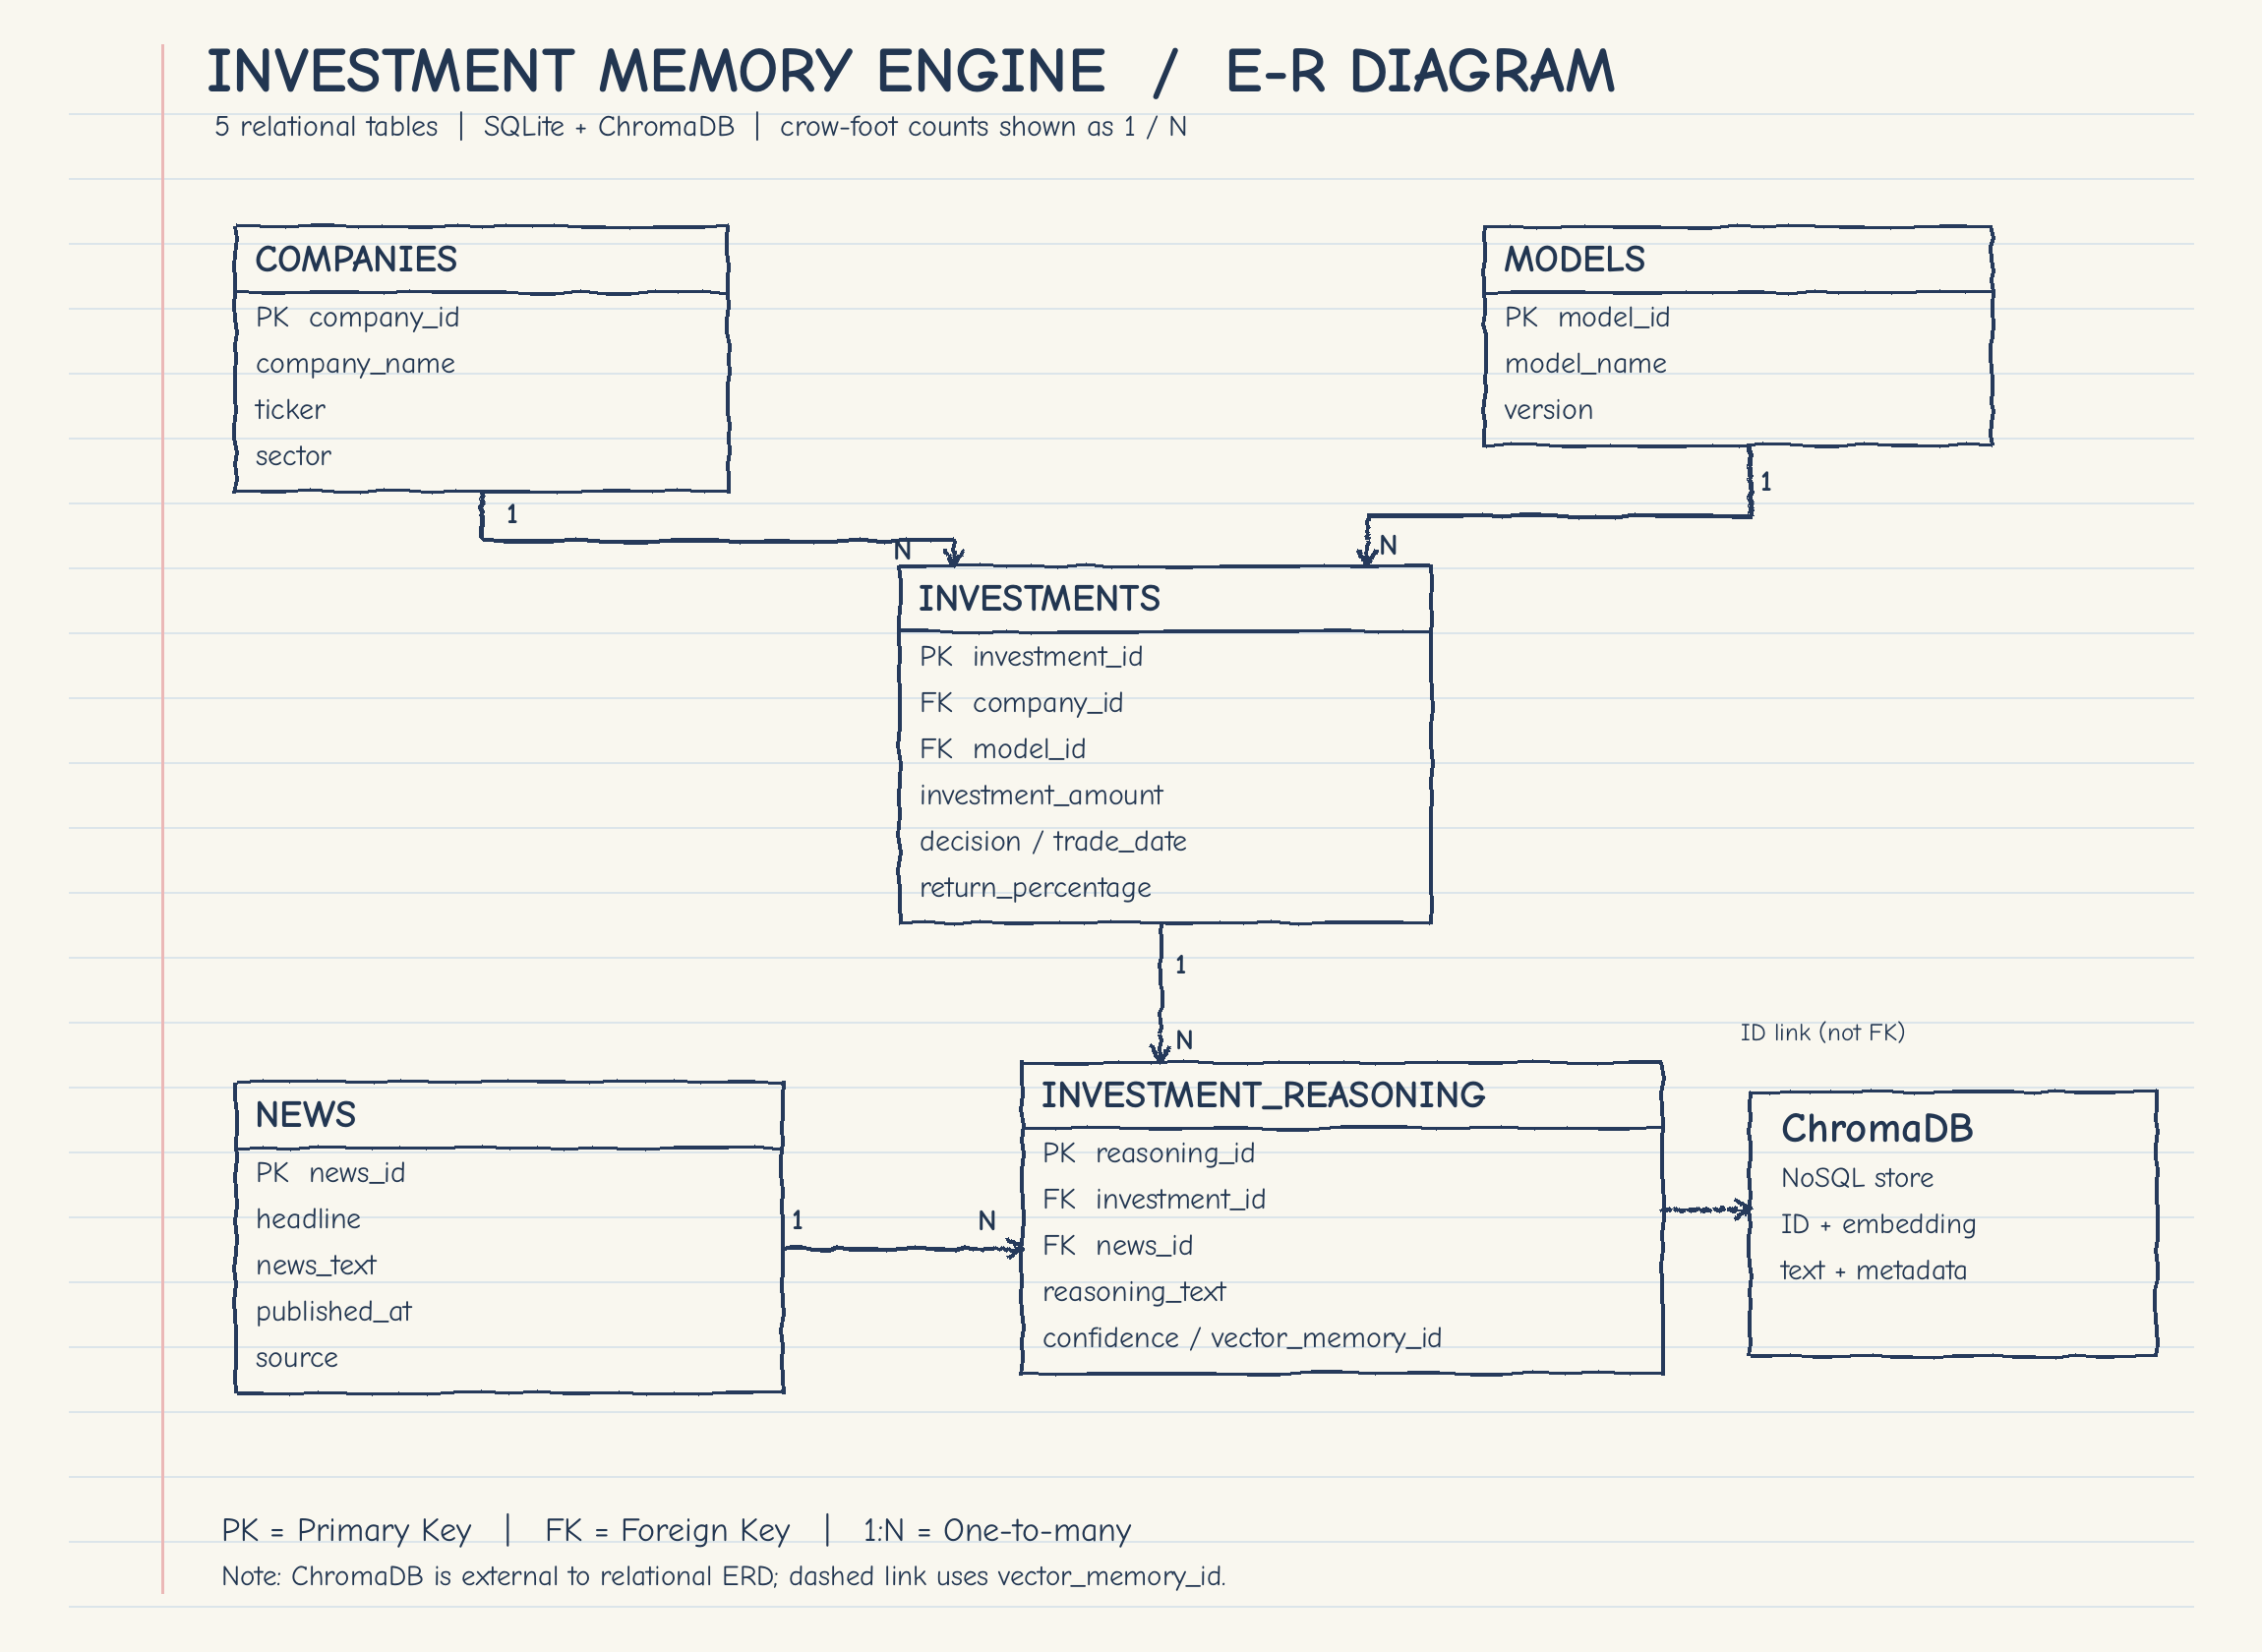 INVESTMENT MEMORY ENGINE / E-R DIAGRAM
5 relational tables | SQLite + ChromaDB | crow-foot counts shown as 1 / N
COMPANIES
PK company_id
company_name
ticker
sector
MODELS
PK model_id
model_name
version
1
1
N
N
INVESTMENTS
PK investment_id
FK company_id
FK model_id
investment_amount
decision / trade_date
return_percentage
1
N
NEWS
PK news_id
headline
news_text
published_at
source
1
N
INVESTMENT_REASONING
PK reasoning_id
FK investment_id
FK news_id
reasoning_text
confidence / vector_memory_id
ID link (not FK)
ChromaDB
NoSQL store
ID + embedding
text + metadata
PK = Primary Key | FK = Foreign Key | 1:N = One-to-many
Note: ChromaDB is external to relational ERD; dashed link uses vector_memory_id.